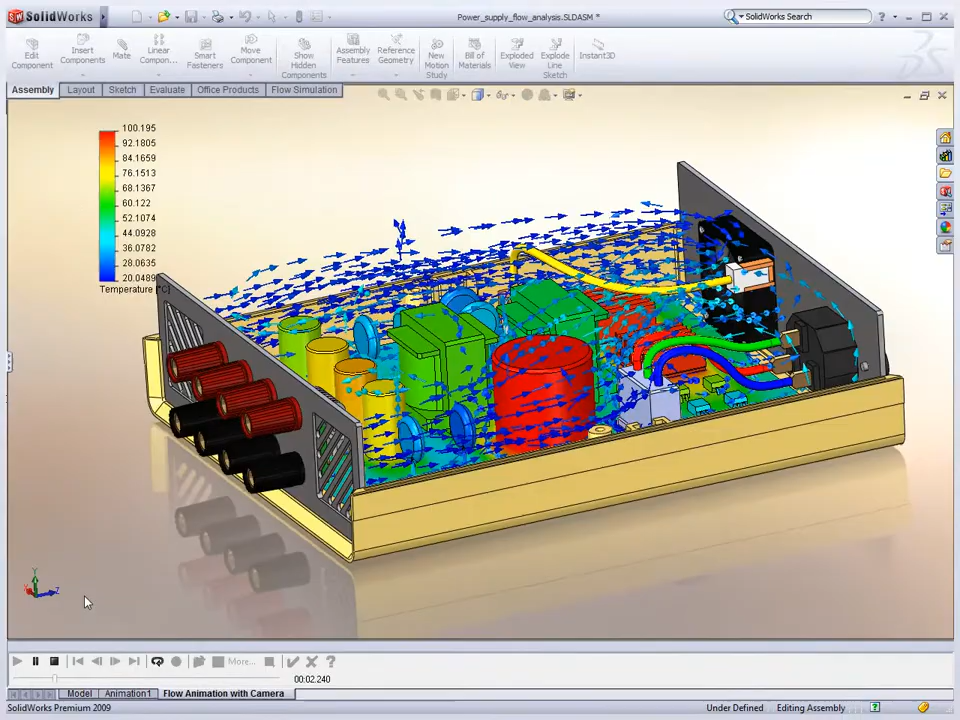 SolidWorks
Power_supply_flow_analysis.SLDASM *
SolidWorks Search
Edit Component
Insert Components
Mate
Linear Compon...
Smart Fasteners
Move Component
Show Hidden Components
Assembly Features
Reference Geometry
New Motion Study
Bill of Materials
Exploded View
Explode Line Sketch
Instant3D
Assembly
Layout
Sketch
Evaluate
Office Products
Flow Simulation
100.195
92.1805
84.1659
76.1513
68.1367
60.122
52.1074
44.0928
36.0782
28.0635
20.0489
Temperature [°C]
Y
X
Z
More...
00:02.240
Model
Animation1
Flow Animation with Camera
SolidWorks Premium 2009
Under Defined
Editing Assembly